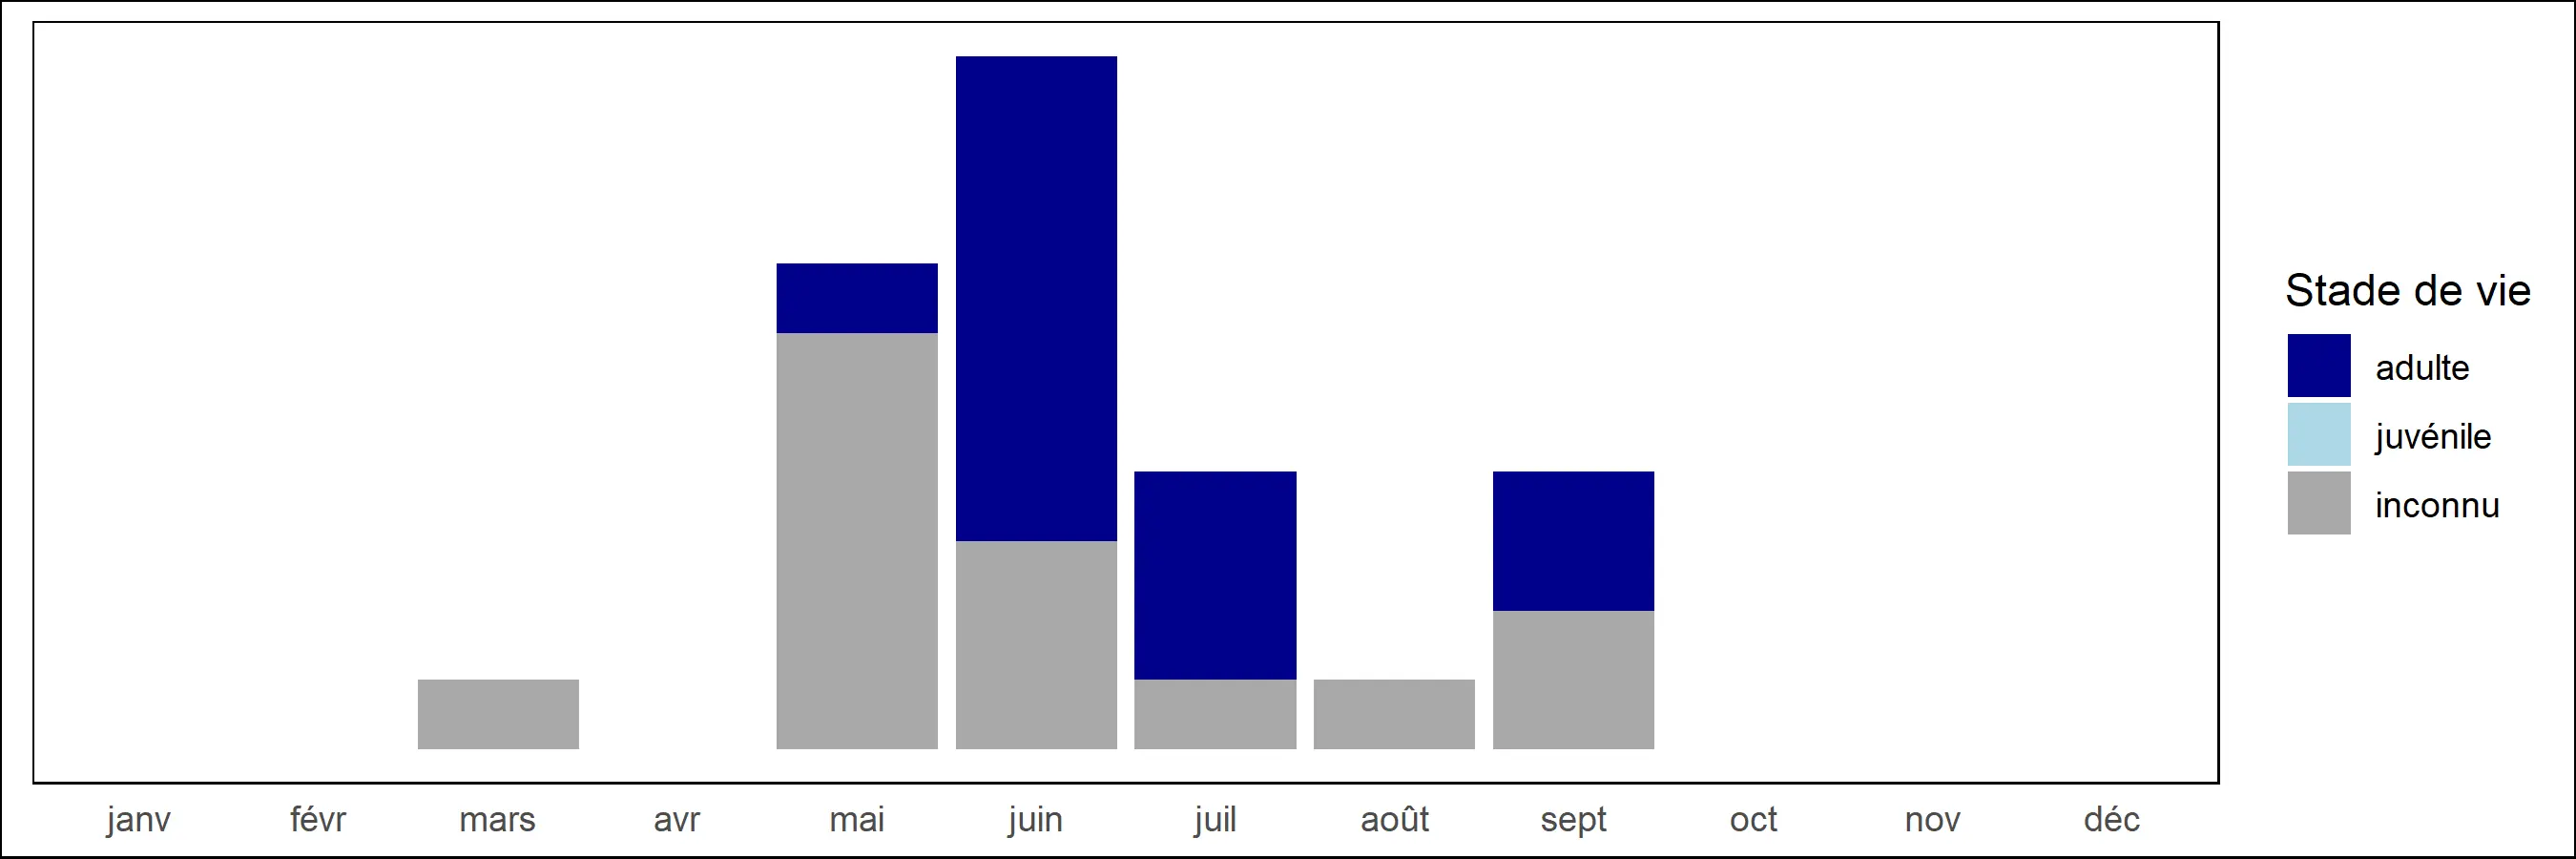 Stade de vie
adulte
juvénile
inconnu
janv févr mars avr mai juin juil août sept oct nov déc